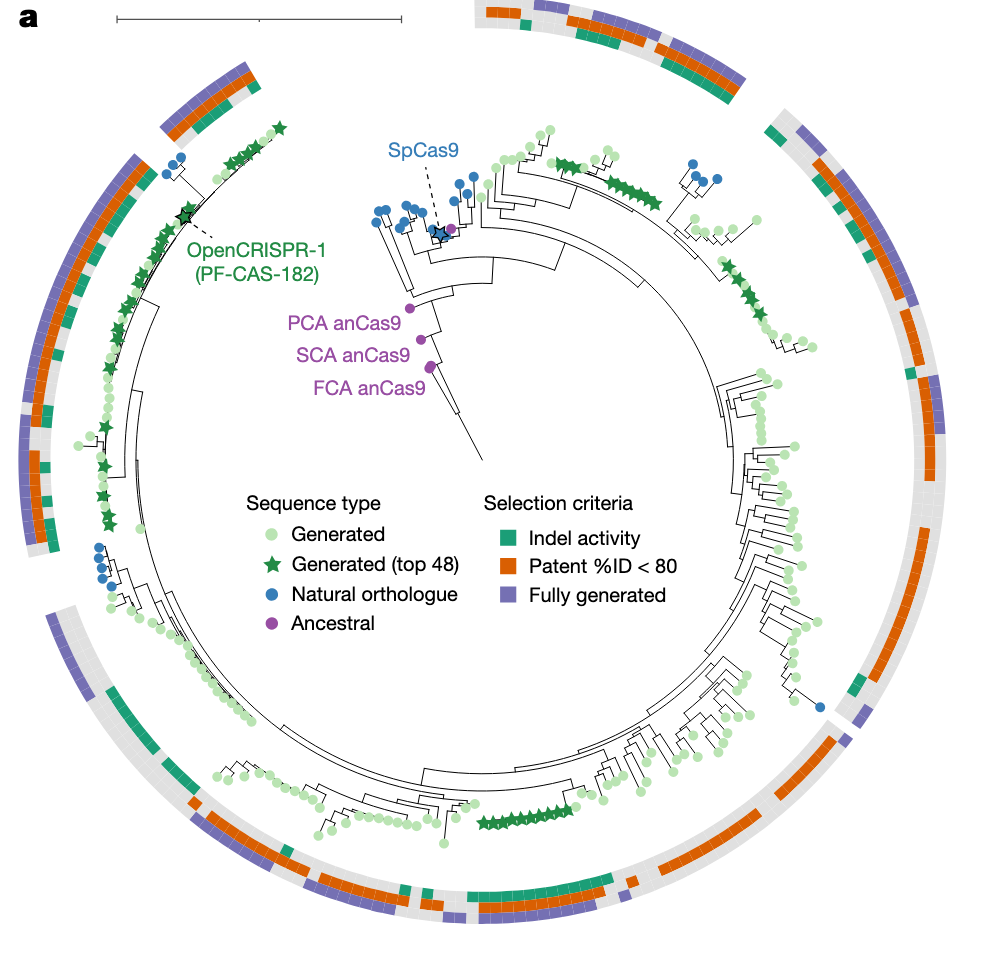 a
SpCas9
OpenCRISPR-1
(PF-CAS-182)
PCA anCas9
SCA anCas9
FCA anCas9
Sequence type
Generated
Generated (top 48)
Natural orthologue
Ancestral
Selection criteria
Indel activity
Patent %ID < 80
Fully generated